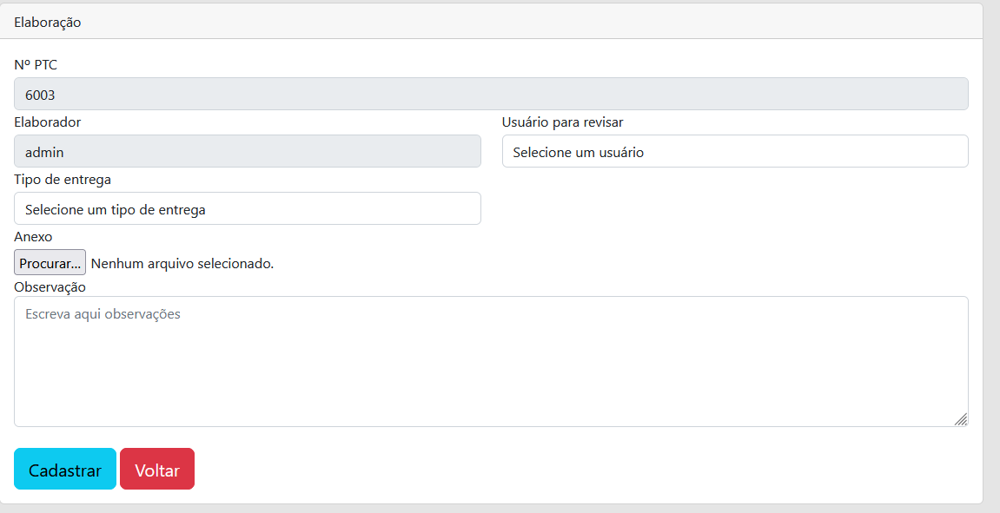 Elaboração
Nº PTC
6003
Elaborador
Usuário para revisar
admin
Selecione um usuário
Tipo de entrega
Selecione um tipo de entrega
Anexo
Procurar... Nenhum arquivo selecionado.
Observação
Escreva aqui observações
Cadastrar Voltar